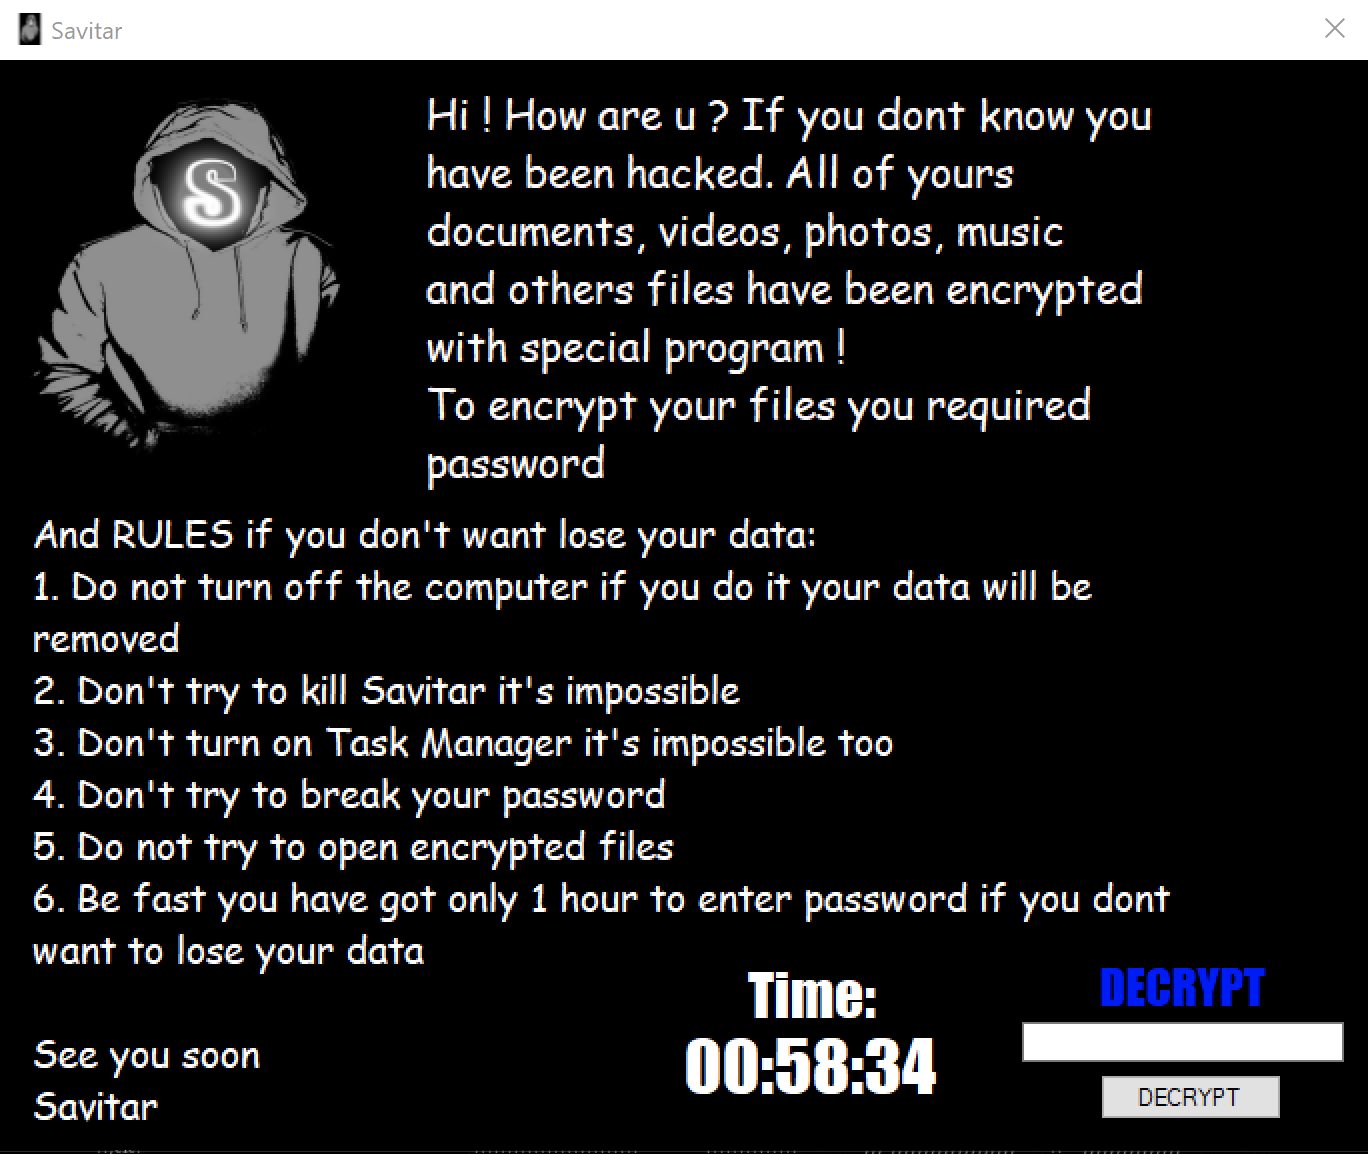 Savitar
S
Hi ! How are u ? If you dont know you
have been hacked. All of yours
documents, videos, photos, music
and others files have been encrypted
with special program !
To encrypt your files you required
password
And RULES if you don't want lose your data:
1. Do not turn off the computer if you do it your data will be
removed
2. Don't try to kill Savitar it's impossible
3. Don't turn on Task Manager it's impossible too
4. Don't try to break your password
5. Do not try to open encrypted files
6. Be fast you have got only 1 hour to enter password if you dont
want to lose your data
See you soon
Savitar
Time:
00:58:34
DECRYPT
DECRYPT